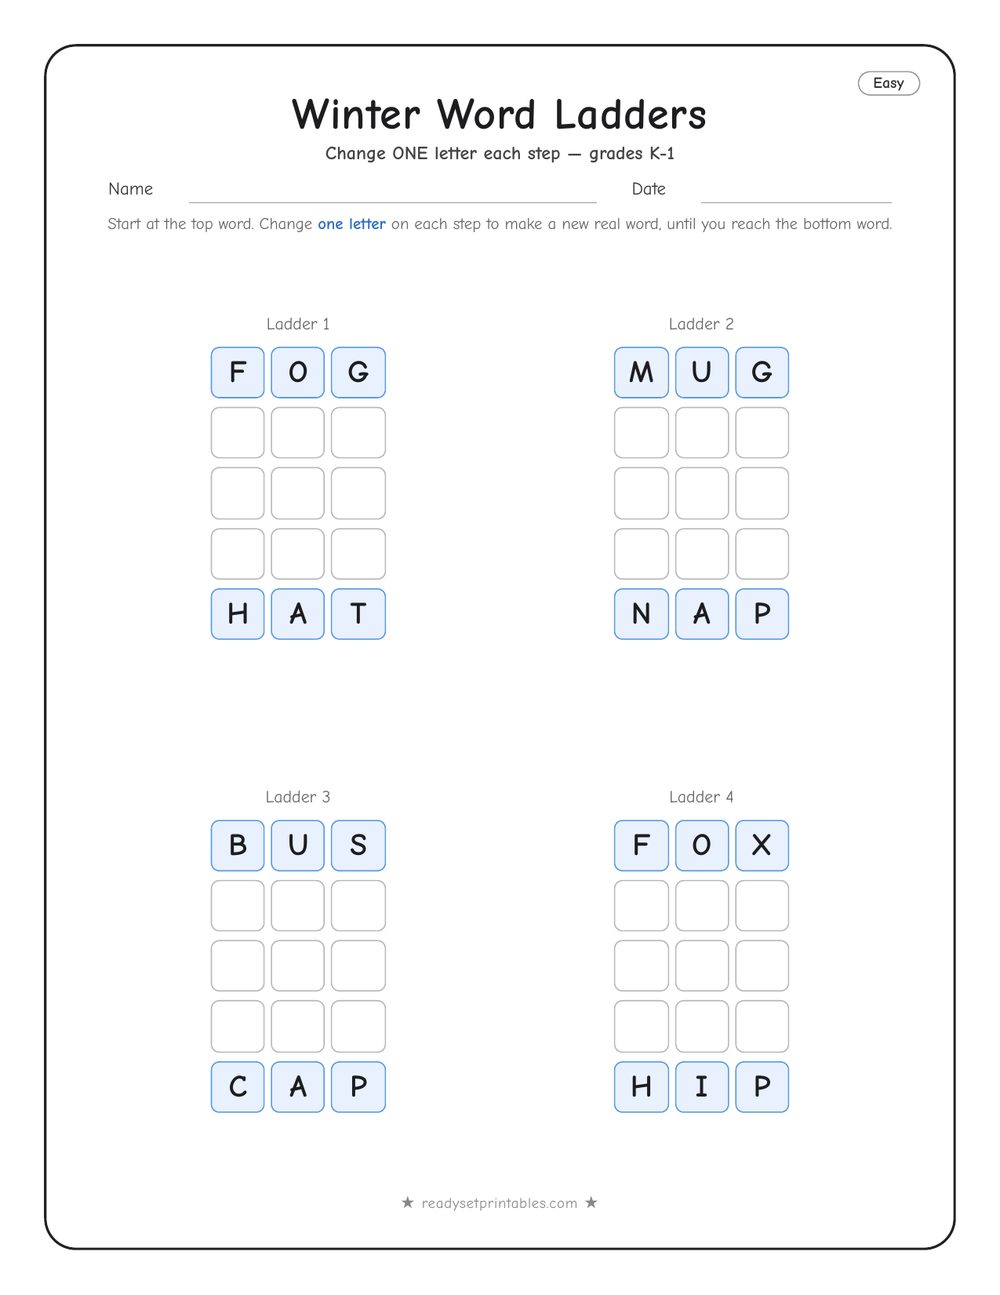 Easy
Winter Word Ladders
Change ONE letter each step — grades K-1
Name Date
Start at the top word. Change one letter on each step to make a new real word, until you reach the bottom word.
Ladder 1
F O G
H A T
Ladder 2
M U G
N A P
Ladder 3
B U S
C A P
Ladder 4
F O X
H I P
★ readysetprintables.com ★